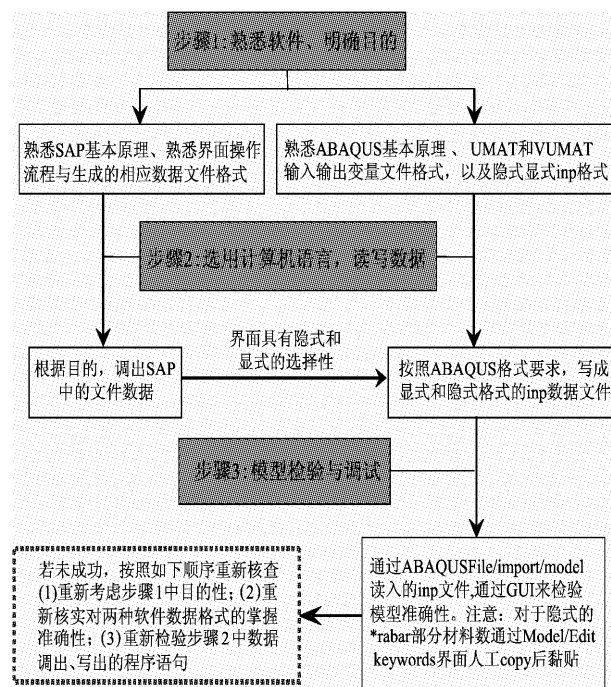 步骤1:熟悉软件、明确目的
熟悉SAP基本原理、熟悉界面操作
流程与生成的相应数据文件格式
熟悉ABAQUS基本原理 、UMAT和VUMAT
输入输出变量文件格式，以及隐式显式inp格式
步骤2:选用计算机语言，读写数据
根据目的，调出SAP
中的文件数据
界面具有隐式和
显式的选择性
按照ABAQUS格式要求，写成
显式和隐式格式的inp数据文件
步骤3:模型检验与调试
若未成功，按照如下顺序重新核查
(1)重新考虑步骤1中目的性；(2)重
新核实对两种软件数据格式的掌握
准确性；(3)重新检验步骤2中数据
调出、写出的程序语句
通过ABAQUSFile/import/model
读入的inp文件,通过GUI来检验
模型准确性。注意：对于隐式的
*rabar部分材料数通过Model/Edit
keywords界面人工copy后黏贴